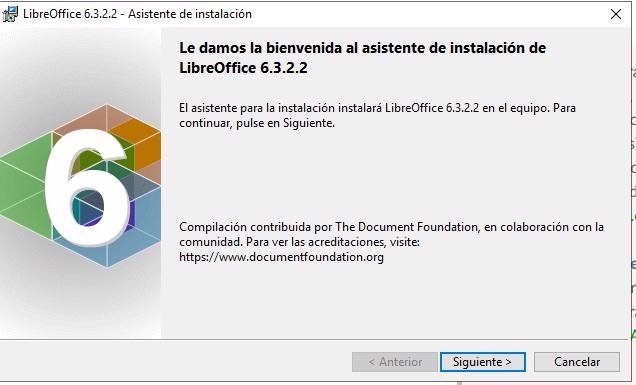 LibreOffice 6.3.2.2 - Asistente de instalación
Le damos la bienvenida al asistente de instalación de
LibreOffice 6.3.2.2
El asistente para la instalación instalará LibreOffice 6.3.2.2 en el equipo. Para
continuar, pulse en Siguiente.
6
Compilación contribuida por The Document Foundation, en colaboración con la
comunidad. Para ver las acreditaciones, visite:
https://www.documentfoundation.org
< Anterior
Siguiente >
Cancelar